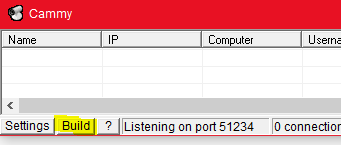 Cammy
Name IP Computer Userna
Settings Build ? Listening on port 51234 0 connection